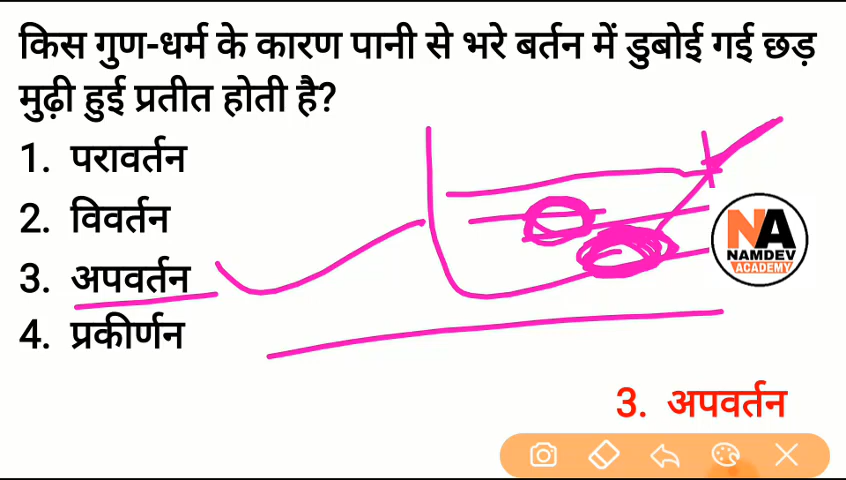 किस गुण-धर्म के कारण पानी से भरे बर्तन में डुबोई गई छड़
मुढ़ी हुई प्रतीत होती है?
1. परावर्तन
2. विवर्तन
3. अपवर्तन
4. प्रकीर्णन
NA
NAMDEV
ACADEMY
3. अपवर्तन